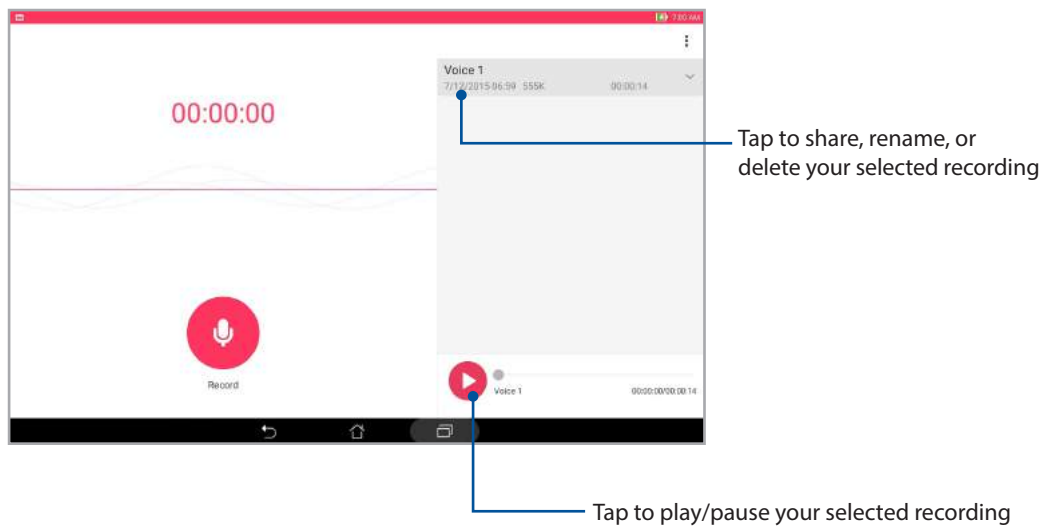 7:00 AM
Voice 1
7/12/2015 06:59 555K 00:00:14
00:00:00
Tap to share, rename, or
delete your selected recording
Record
Voice 1
00:00:00/00:00:14
Tap to play/pause your selected recording